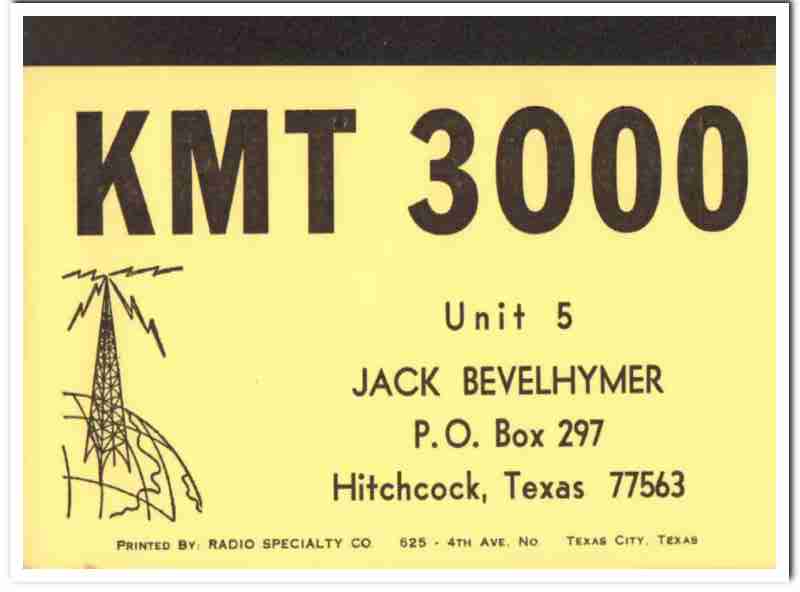 KMT 3000
Unit 5
JACK BEVELHYMER
P.O. Box 297
Hitchcock, Texas 77563
PRINTED BY: RADIO SPECIALTY CO. 625 - 4TH AVE. NO. TEXAS CITY, TEXAS